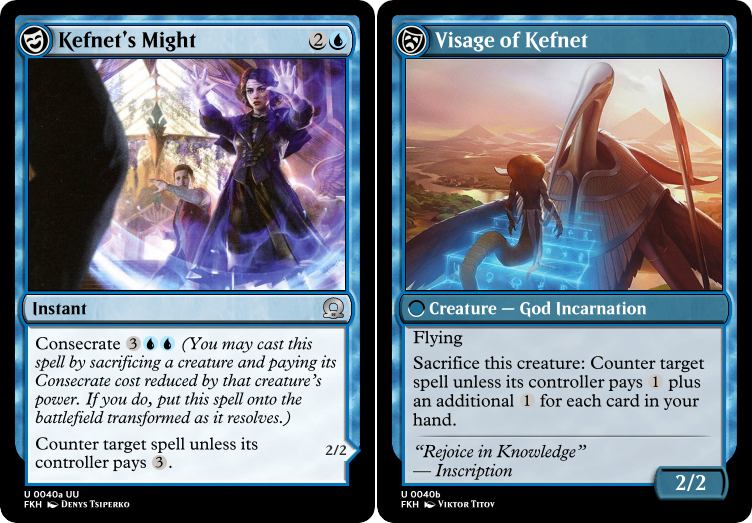 Kefnet's Might 2
Instant
Consecrate 3 (You may cast this
spell by sacrificing a creature and paying its
Consecrate cost reduced by that creature's
power. If you do, put this spell onto the
battlefield transformed as it resolves.)
Counter target spell unless its
controller pays 3.
2/2
U 0040a UU
FKH Denys Tsiperko
Visage of Kefnet
Creature — God Incarnation
Flying
Sacrifice this creature: Counter target
spell unless its controller pays 1 plus
an additional 1 for each card in your
hand.
“Rejoice in Knowledge”
— Inscription
2/2
U 0040b
FKH Viktor Titov